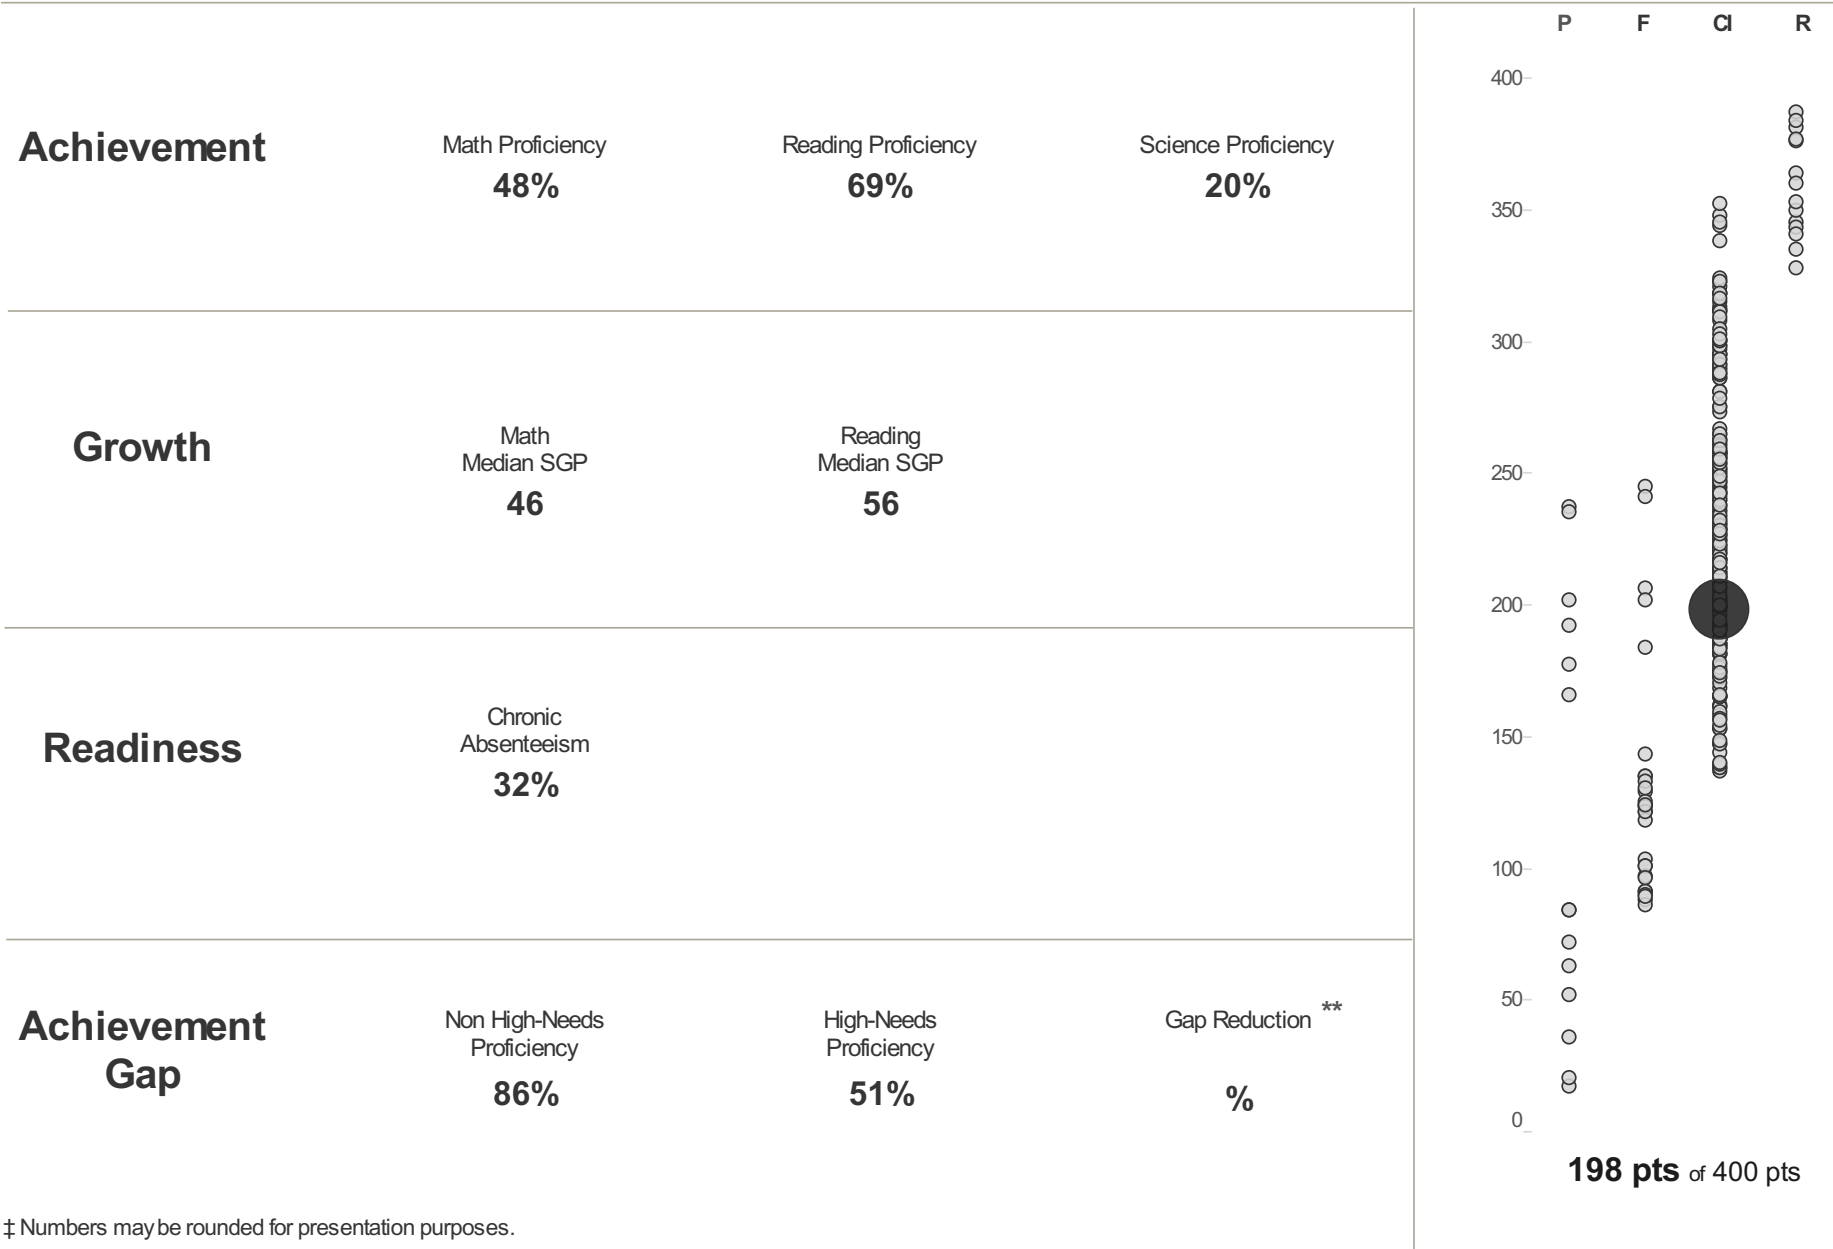 P F CI R
400
Achievement
Math Proficiency Reading Proficiency Science Proficiency
48% 69% 20%
350
300
Growth
Math Reading
Median SGP Median SGP
46 56
250
200
Readiness
Chronic
Absenteeism
32%
150
100
50
Achievement
Gap
Non High-Needs High-Needs Gap Reduction **
Proficiency Proficiency
86% 51% %
0
198 pts of 400 pts
‡ Numbers may be rounded for presentation purposes.